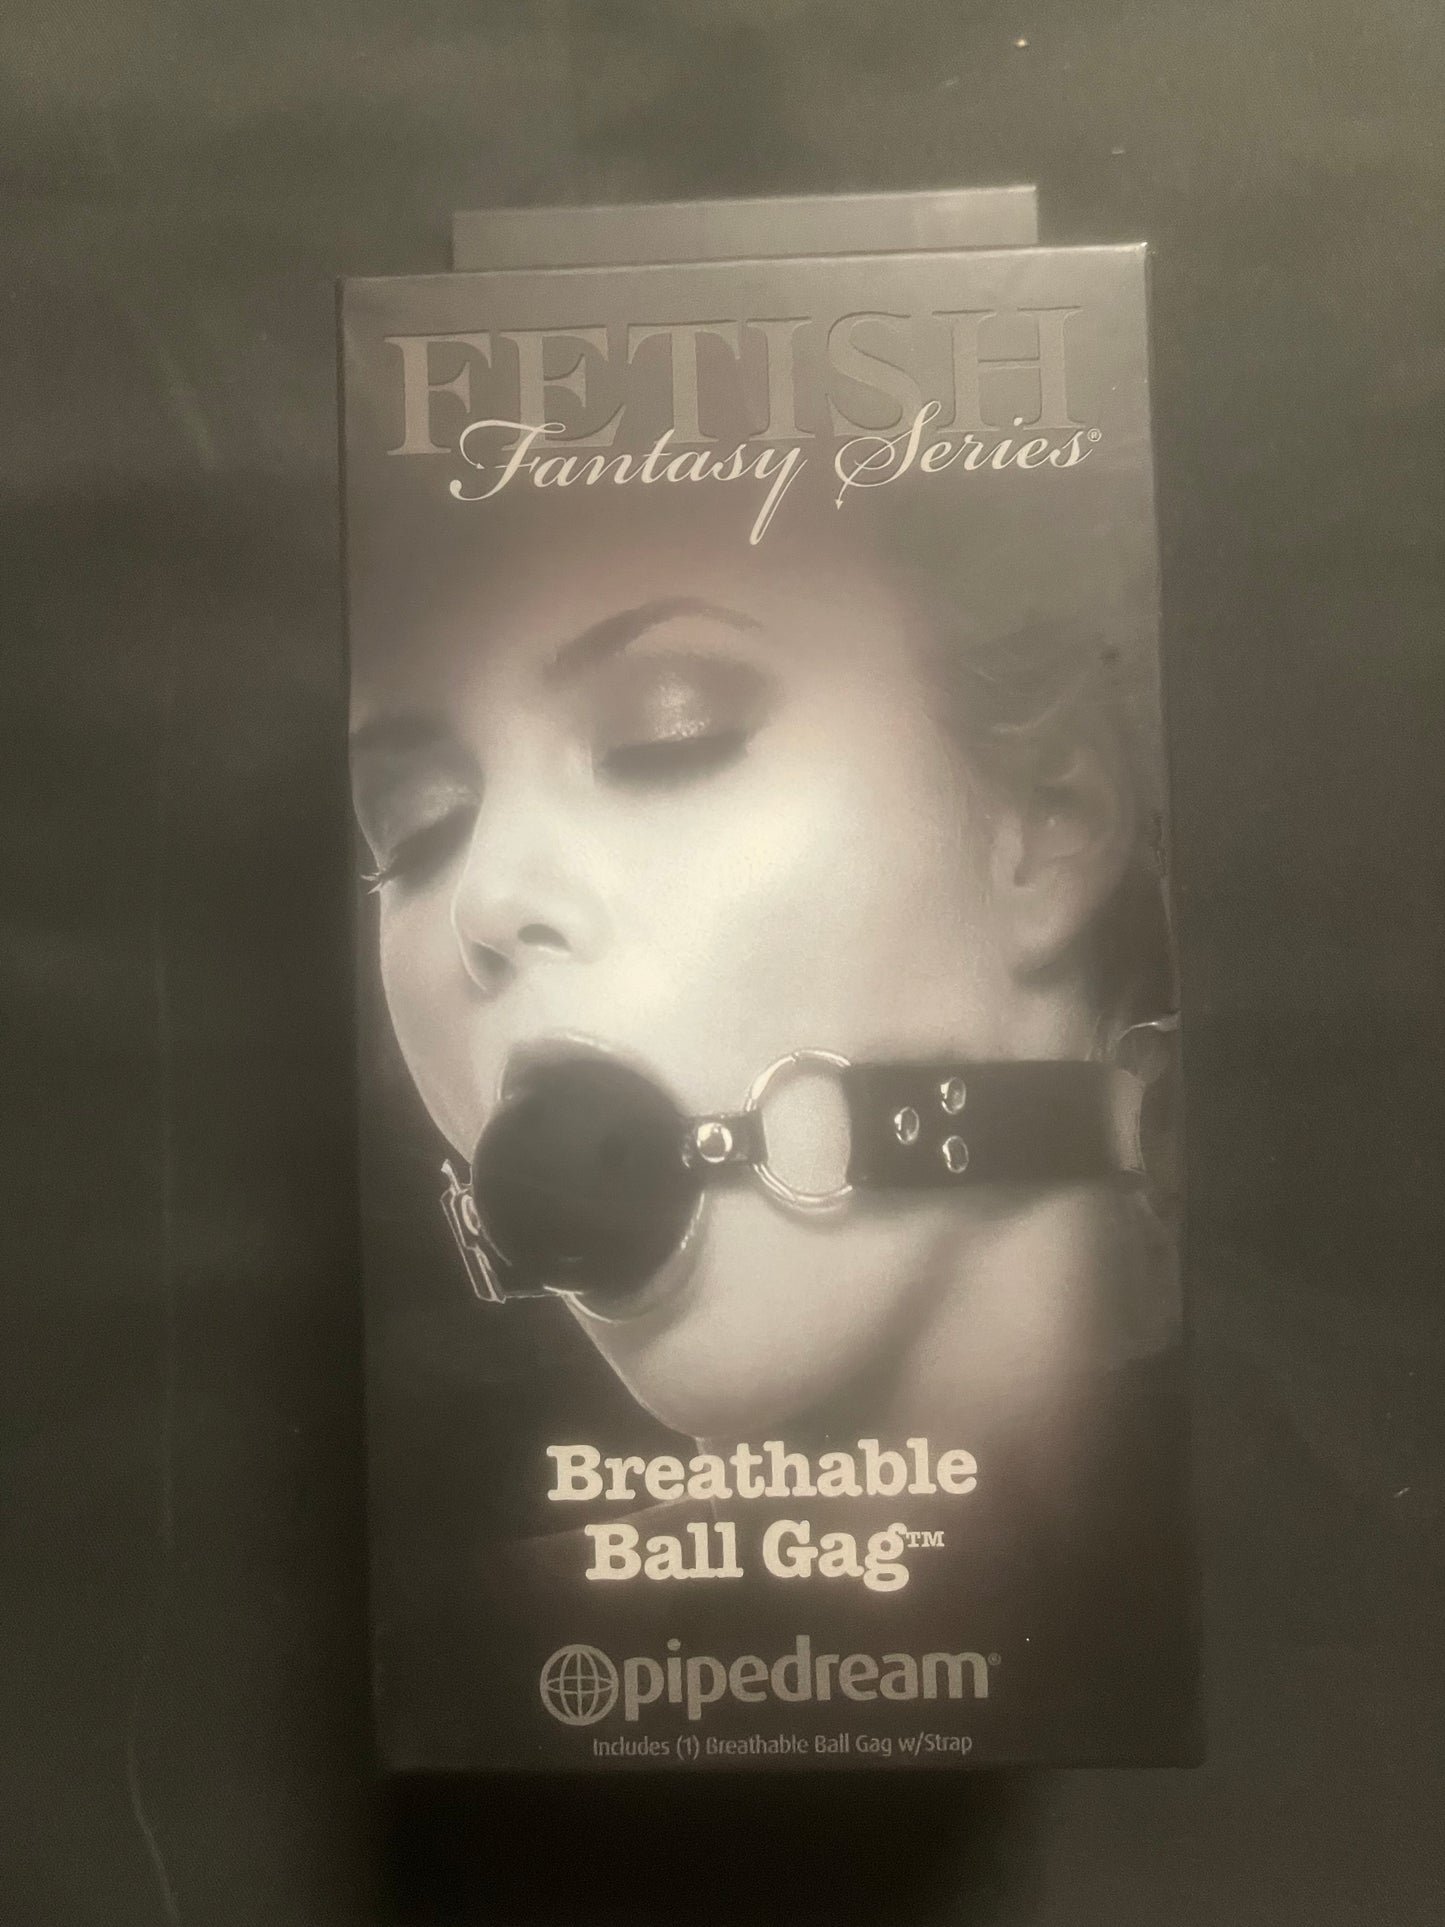 FETISH
Fantasy Series®
Breathable
Ball Gag™
pipedream®
Includes (1) Breathable Ball Gag w/Strap